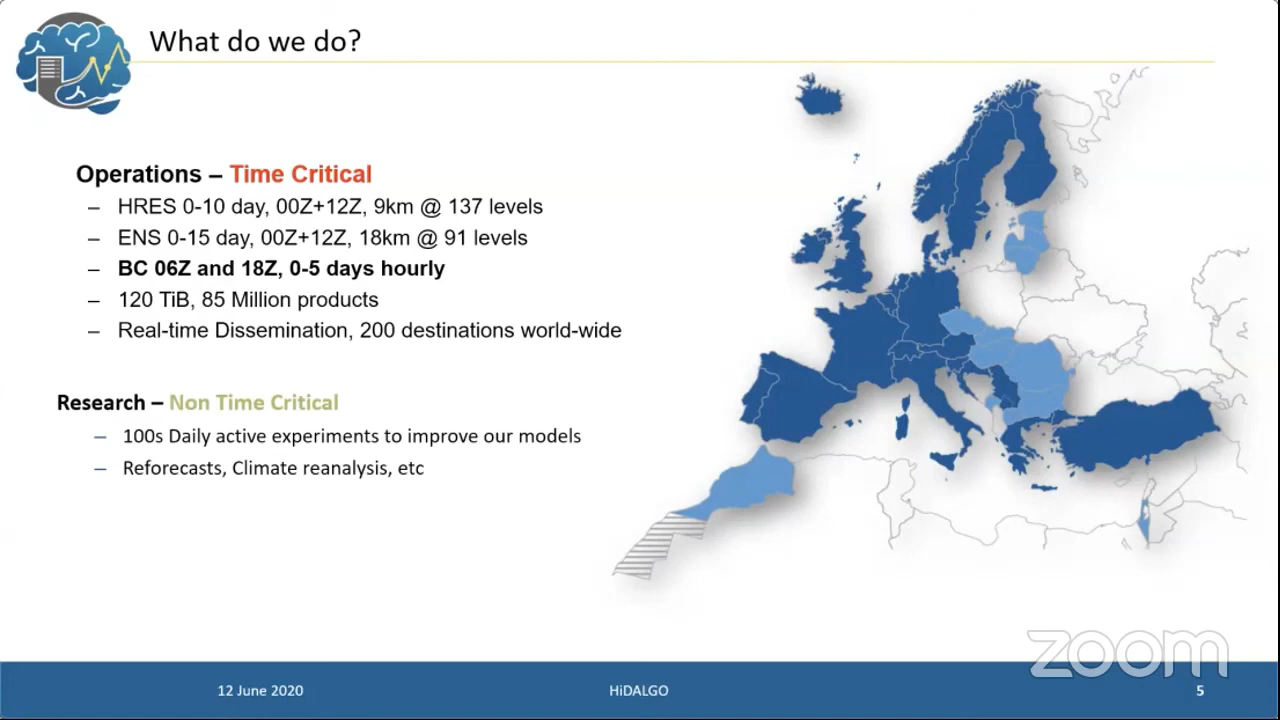 What do we do?
Operations – Time Critical
– HRES 0-10 day, 00Z+12Z, 9km @ 137 levels
– ENS 0-15 day, 00Z+12Z, 18km @ 91 levels
– BC 06Z and 18Z, 0-5 days hourly
– 120 TiB, 85 Million products
– Real-time Dissemination, 200 destinations world-wide
Research – Non Time Critical
– 100s Daily active experiments to improve our models
– Reforecasts, Climate reanalysis, etc
zoom
12 June 2020
HiDALGO
5